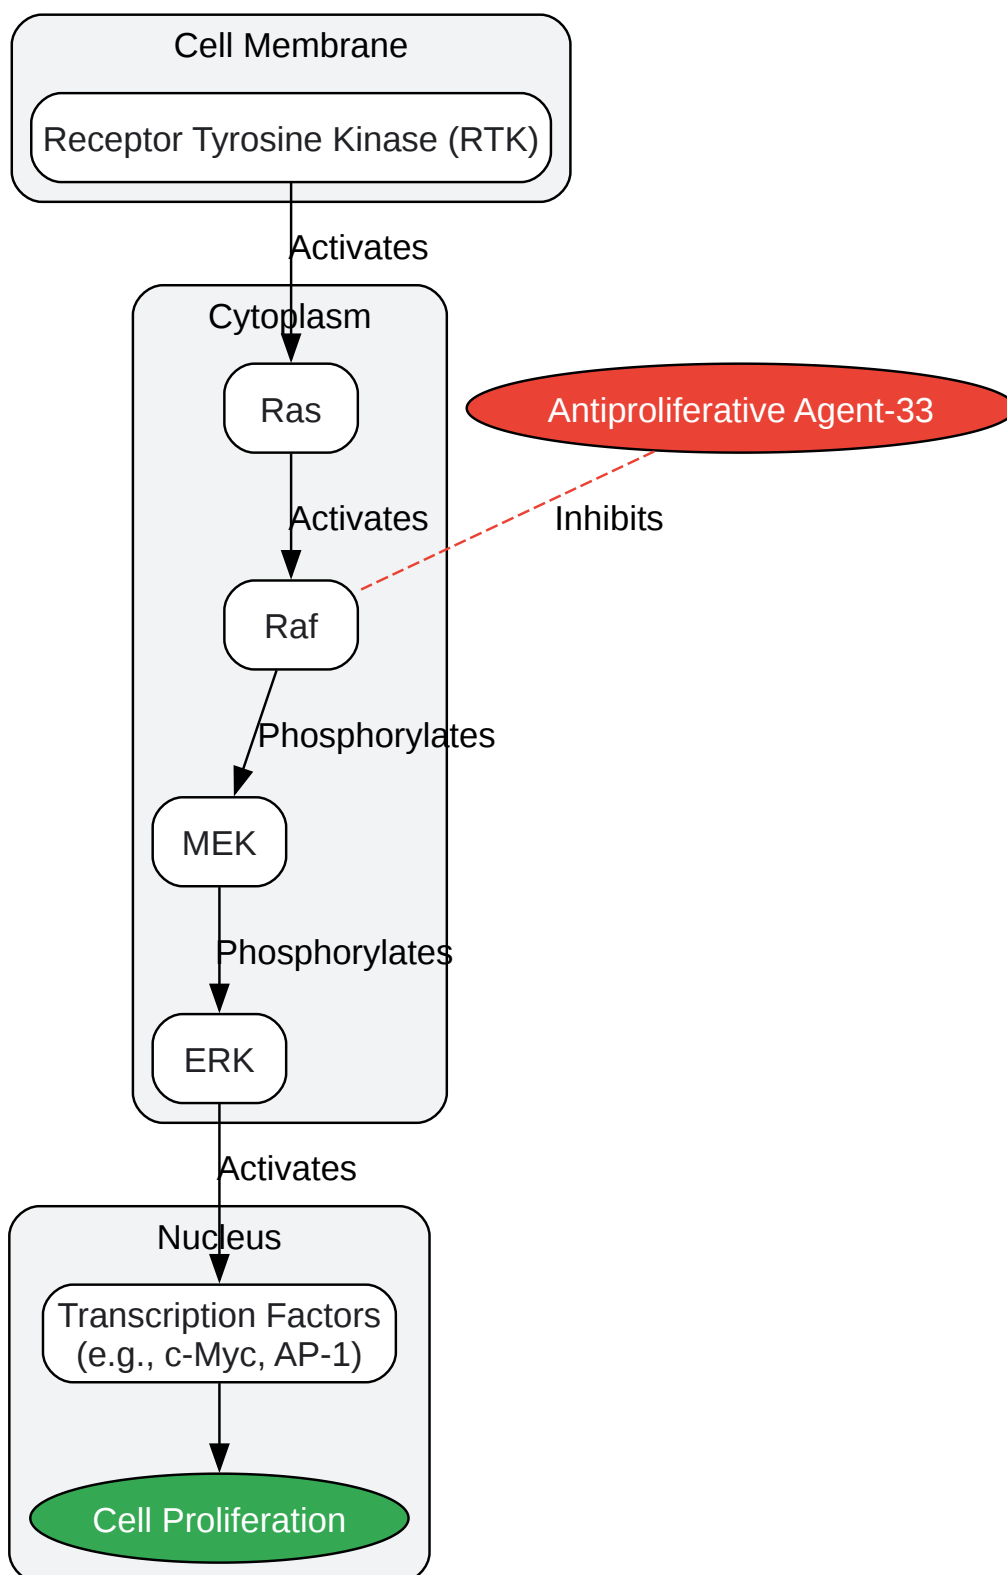 Cell Membrane
Receptor Tyrosine Kinase (RTK)
Activates
Cytoplasm
Ras
Antiproliferative Agent-33
Activates
Inhibits
Raf
Phosphorylates
MEK
Phosphorylates
ERK
Activates
Nucleus
Transcription Factors
(e.g., c-Myc, AP-1)
Cell Proliferation